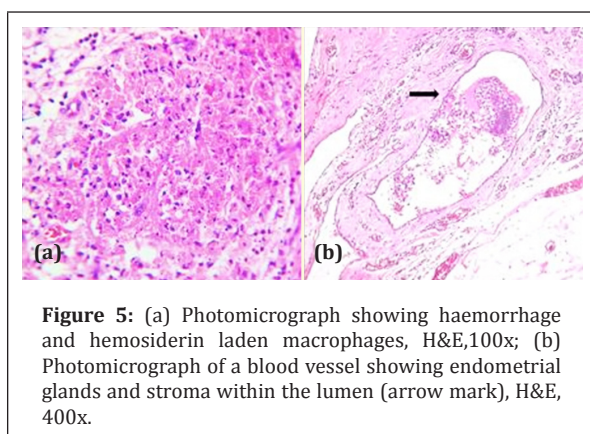 (a)
(b)
Figure 5: (a) Photomicrograph showing haemorrhage
and hemosiderin laden macrophages, H&E,100x; (b)
Photomicrograph of a blood vessel showing endometrial
glands and stroma within the lumen (arrow mark), H&E,
400x.